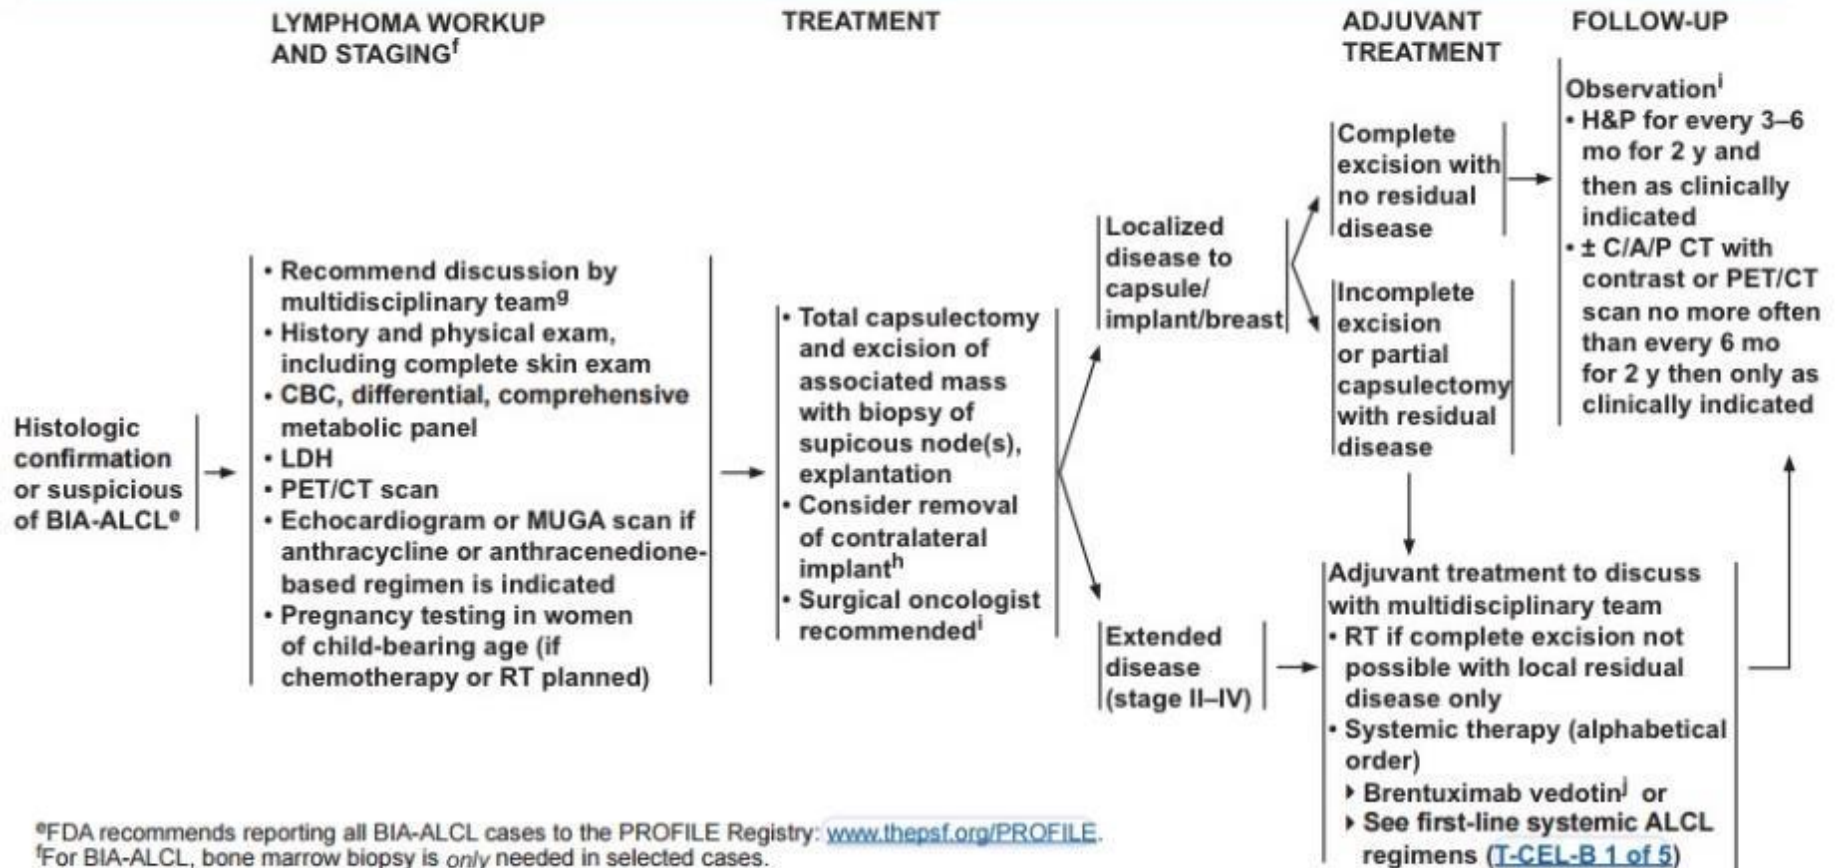 LYMPHOMA WORKUP
AND STAGINGᶠ
TREATMENT
ADJUVANT
TREATMENT
FOLLOW-UP
Histologic
confirmation
or suspicious
of BIA-ALCLᵉ
• Recommend discussion by
multidisciplinary teamᵍ
• History and physical exam,
including complete skin exam
• CBC, differential, comprehensive
metabolic panel
• LDH
• PET/CT scan
• Echocardiogram or MUGA scan if
anthracycline or anthracenedione-
based regimen is indicated
• Pregnancy testing in women
of child-bearing age (if
chemotherapy or RT planned)
• Total capsulectomy
and excision of
associated mass
with biopsy of
supicous node(s),
explantation
• Consider removal
of contralateral
implantʰ
• Surgical oncologist
recommendedⁱ
Localized
disease to
capsule/
implant/breast
Extended
disease
(stage II–IV)
Complete
excision with
no residual
disease
Incomplete
excision
or partial
capsulectomy
with residual
disease
Adjuvant treatment to discuss
with multidisciplinary team
• RT if complete excision not
possible with local residual
disease only
• Systemic therapy (alphabetical
order)
▸ Brentuximab vedotinʲ or
▸ See first-line systemic ALCL
regimens (T-CEL-B 1 of 5)
Observationⁱ
• H&P for every 3–6
mo for 2 y and
then as clinically
indicated
• ± C/A/P CT with
contrast or PET/CT
scan no more often
than every 6 mo
for 2 y then only as
clinically indicated
ᵉFDA recommends reporting all BIA-ALCL cases to the PROFILE Registry: www.thepsf.org/PROFILE.
ᶠFor BIA-ALCL, bone marrow biopsy is only needed in selected cases.